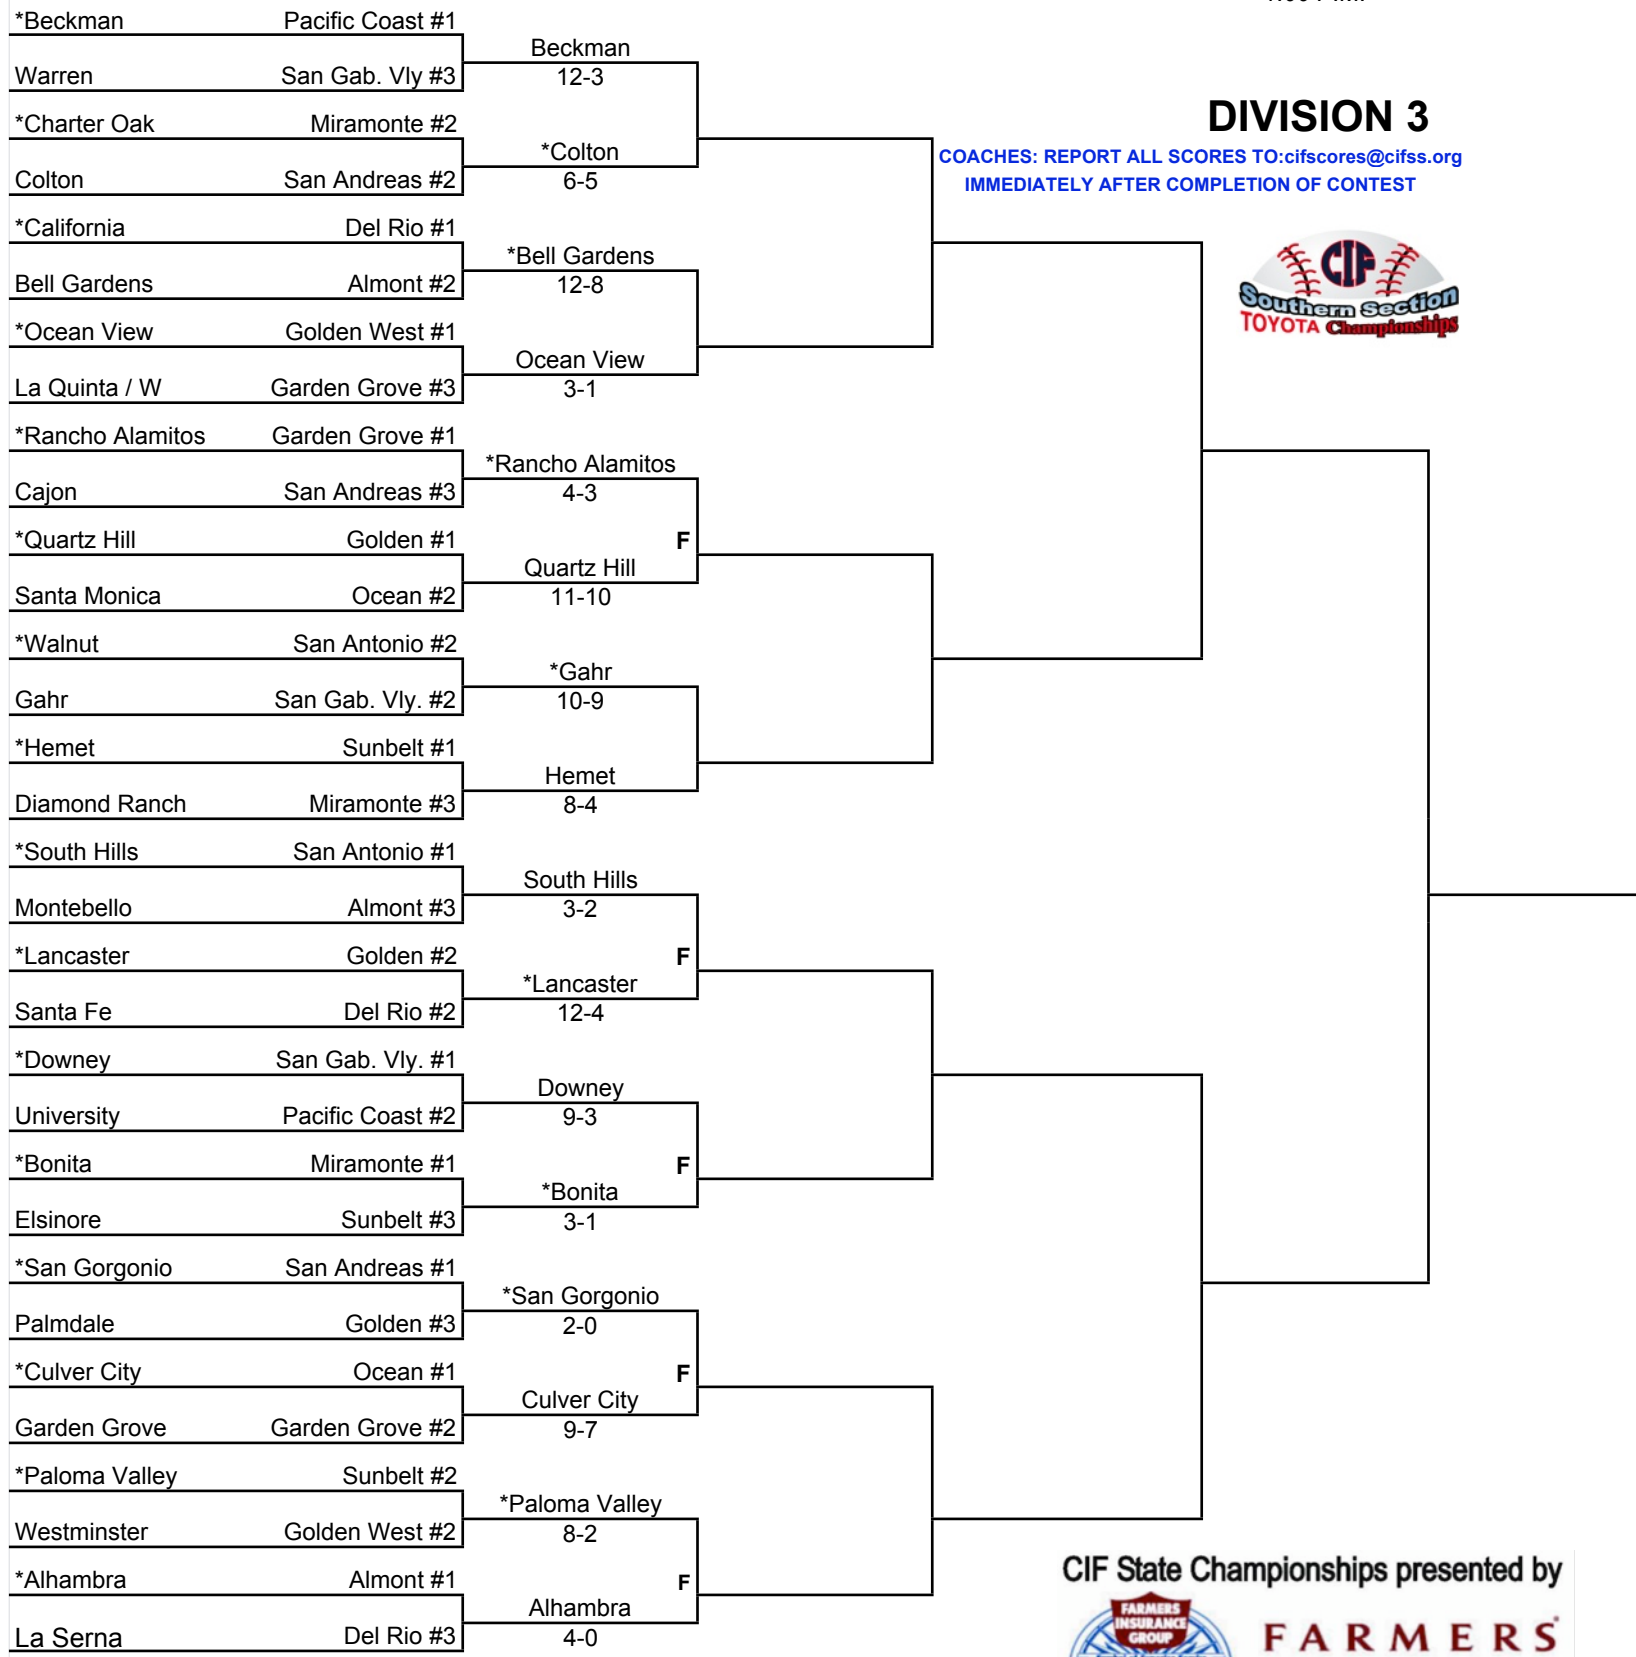 *Beckman Pacific Coast #1
Beckman
Warren San Gab. Vly #3
12-3
*Charter Oak Miramonte #2
*Colton
Colton San Andreas #2
6-5
*California Del Rio #1
*Bell Gardens
Bell Gardens Almont #2
12-8
*Ocean View Golden West #1
Ocean View
La Quinta / W Garden Grove #3
3-1
*Rancho Alamitos Garden Grove #1
*Rancho Alamitos
Cajon San Andreas #3
4-3
*Quartz Hill Golden #1
F
Quartz Hill
Santa Monica Ocean #2
11-10
*Walnut San Antonio #2
*Gahr
Gahr San Gab. Vly. #2
10-9
*Hemet Sunbelt #1
Hemet
Diamond Ranch Miramonte #3
8-4
*South Hills San Antonio #1
South Hills
Montebello Almont #3
3-2
*Lancaster Golden #2
F
*Lancaster
Santa Fe Del Rio #2
12-4
*Downey San Gab. Vly. #1
Downey
University Pacific Coast #2
9-3
*Bonita Miramonte #1
F
*Bonita
Elsinore Sunbelt #3
3-1
*San Gorgonio San Andreas #1
*San Gorgonio
Palmdale Golden #3
2-0
*Culver City Ocean #1
F
Culver City
Garden Grove Garden Grove #2
9-7
*Paloma Valley Sunbelt #2
*Paloma Valley
Westminster Golden West #2
8-2
*Alhambra Almont #1
F
Alhambra
La Serna Del Rio #3
4-0
DIVISION 3
COACHES: REPORT ALL SCORES TO:cifscores@cifss.org
IMMEDIATELY AFTER COMPLETION OF CONTEST
CIF
Southern Section
TOYOTA Championships
CIF State Championships presented by
FARMERS
INSURANCE
GROUP
FARMERS